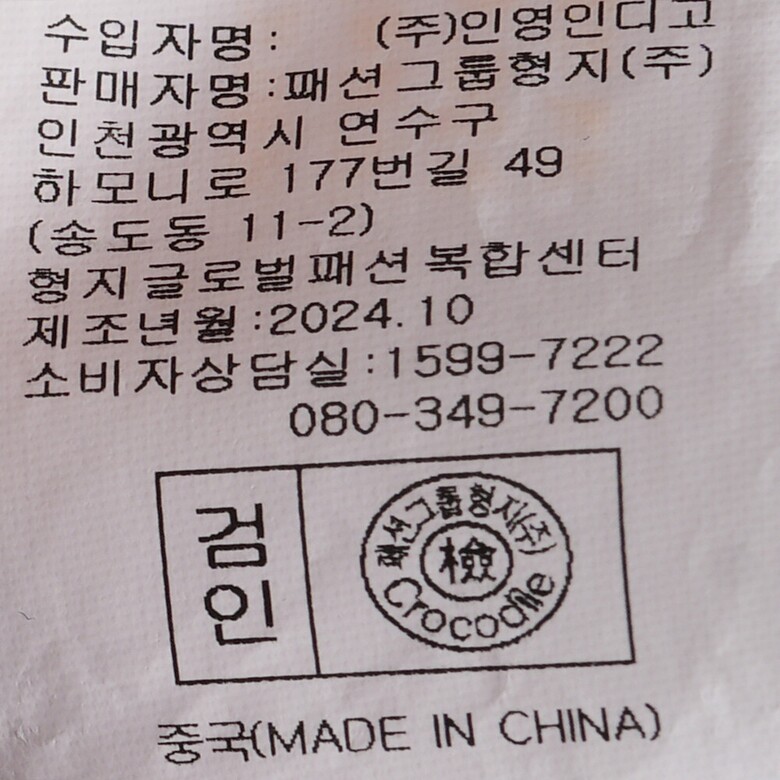 수입자명: (주)인영인디고
판매자명:패션그룹형지(주)
인천광역시 연수구
하모니로 177번길 49
(송도동 11-2)
형지글로벌패션복합센터
제조년월:2024.10
소비자상담실:1599-7222
080-349-7200
검인
패션그룹형지(주)
檢
Crocodile
중국(MADE IN CHINA)